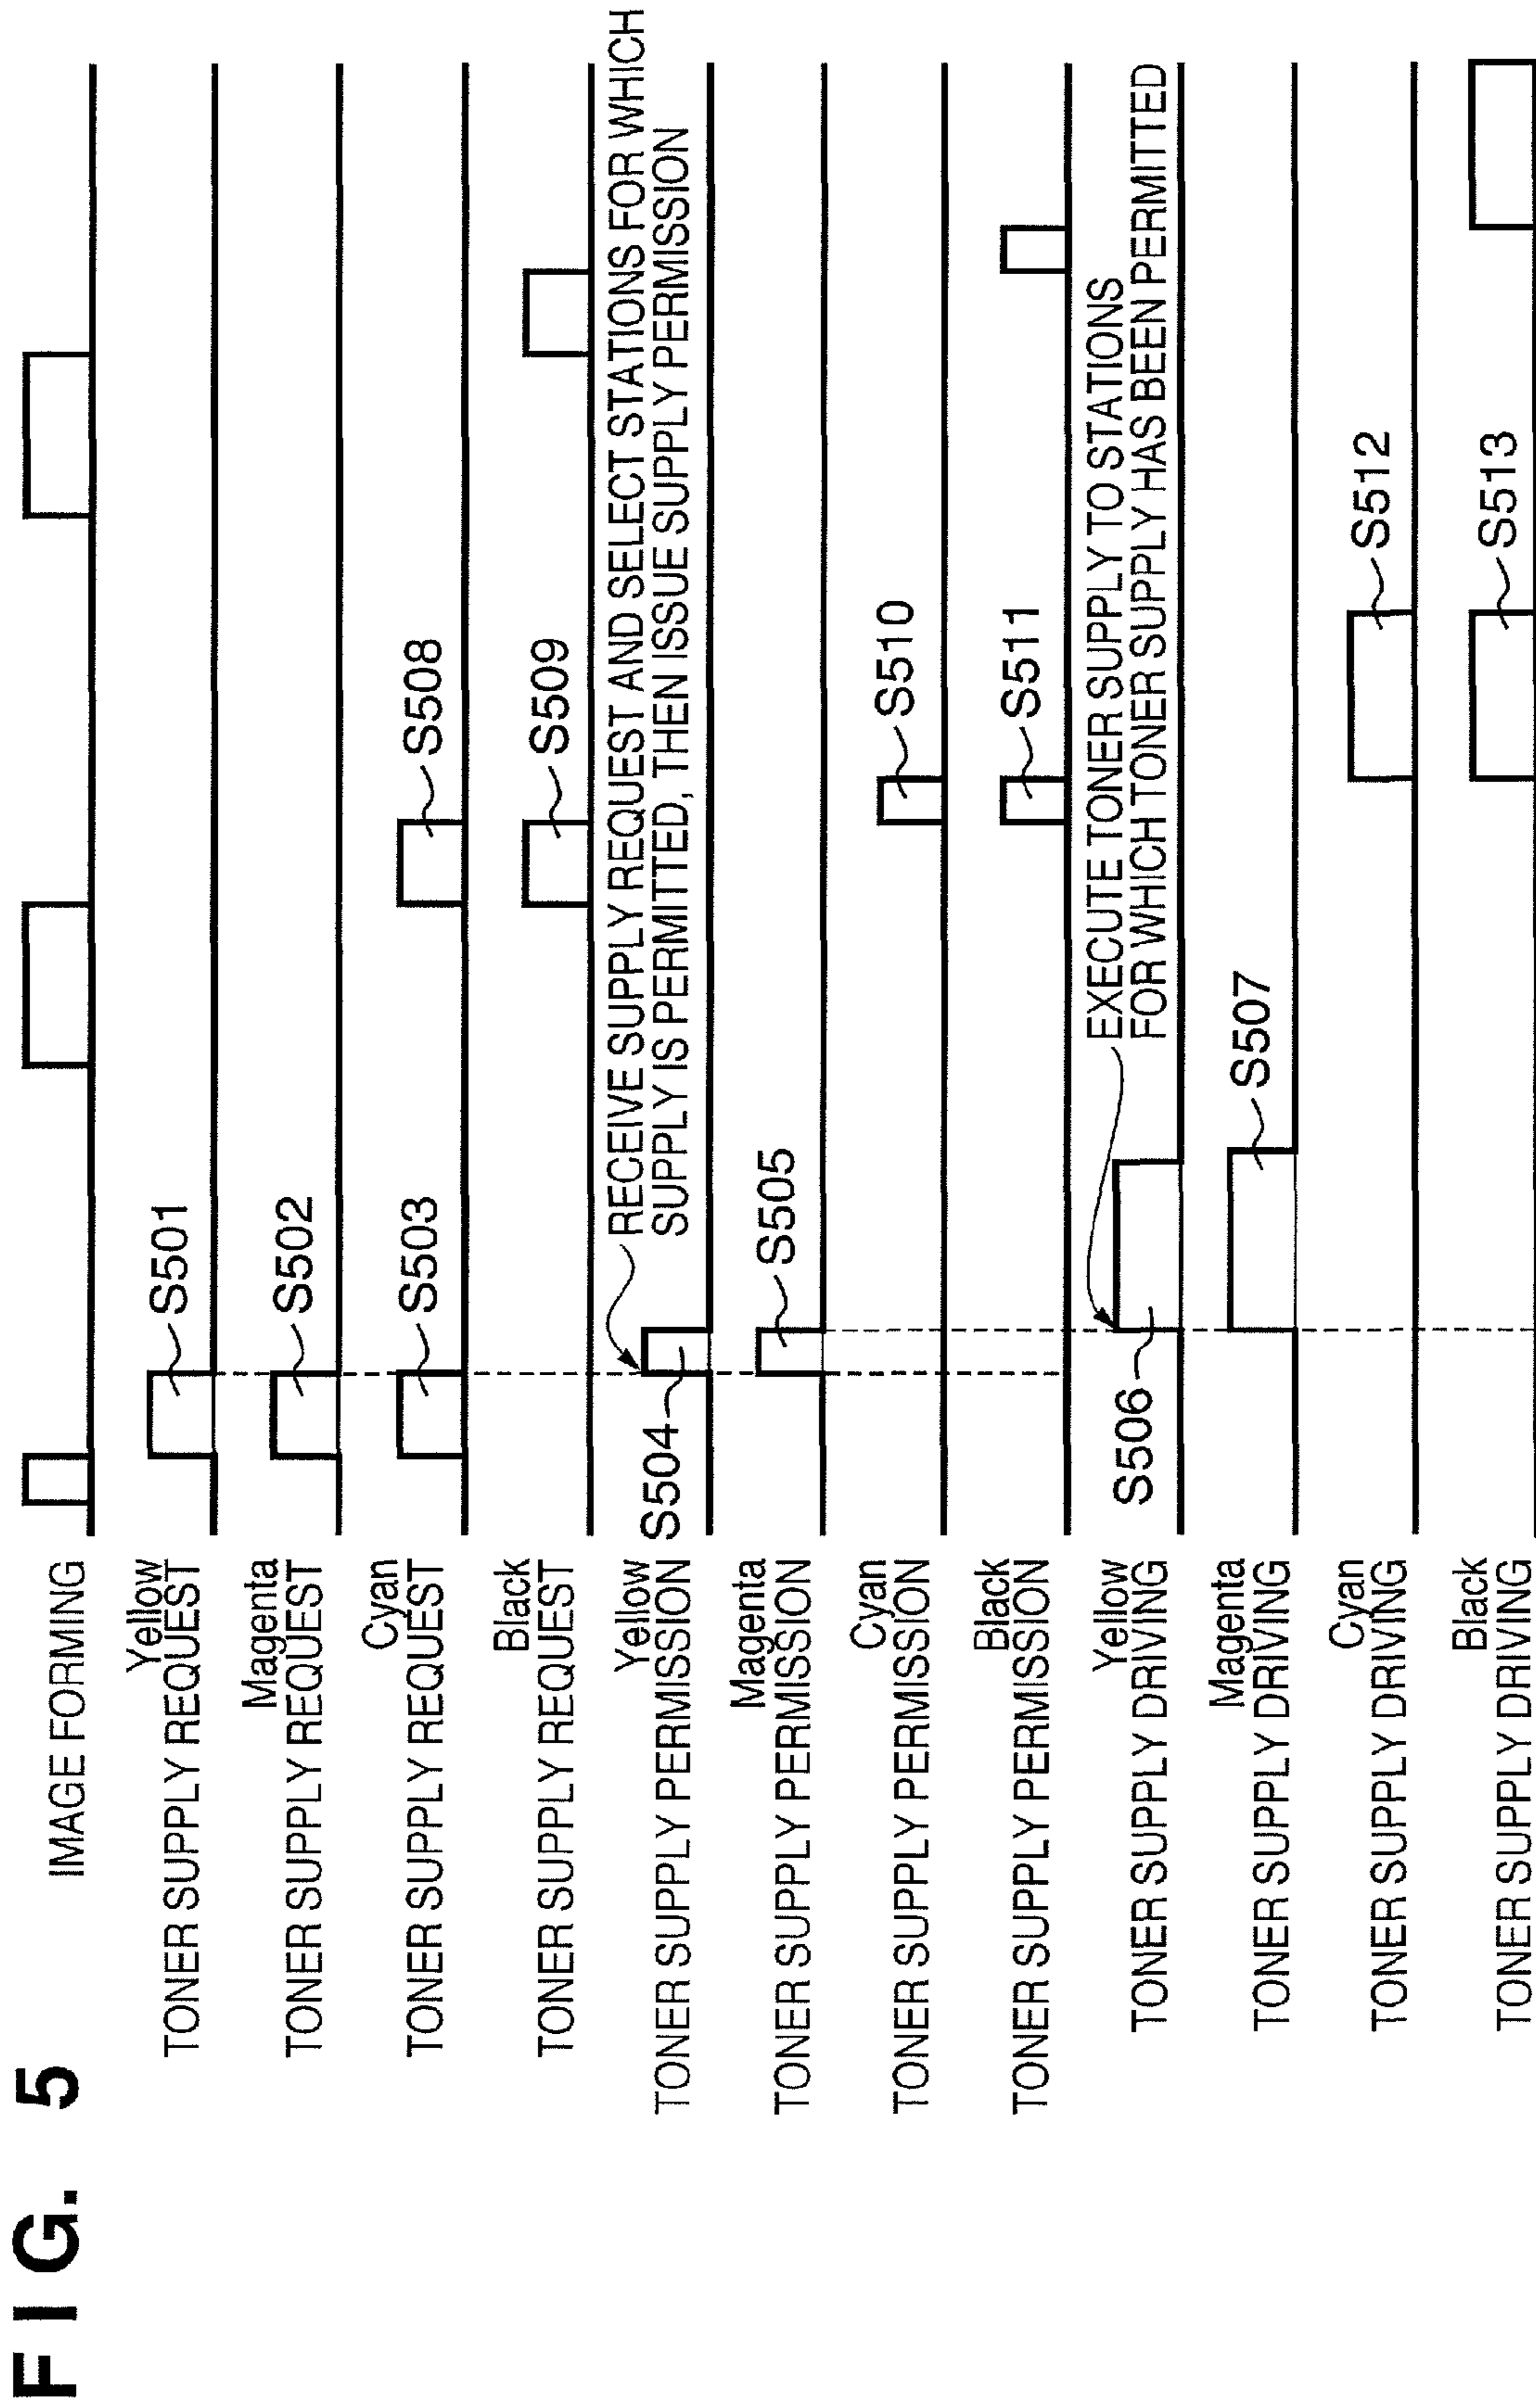 FIG. 5
IMAGE FORMING
Yellow
TONER SUPPLY REQUEST
S501
Magenta
TONER SUPPLY REQUEST
S502
Cyan
TONER SUPPLY REQUEST
S503
S508
Black
TONER SUPPLY REQUEST
S509
RECEIVE SUPPLY REQUEST AND SELECT STATIONS FOR WHICH
SUPPLY IS PERMITTED, THEN ISSUE SUPPLY PERMISSION
Yellow
TONER SUPPLY PERMISSION
S504
Magenta
TONER SUPPLY PERMISSION
S505
Cyan
TONER SUPPLY PERMISSION
S510
Black
TONER SUPPLY PERMISSION
S511
EXECUTE TONER SUPPLY TO STATIONS
FOR WHICH TONER SUPPLY HAS BEEN PERMITTED
Yellow
TONER SUPPLY DRIVING
S506
Magenta
TONER SUPPLY DRIVING
S507
Cyan
TONER SUPPLY DRIVING
S512
Black
TONER SUPPLY DRIVING
S513